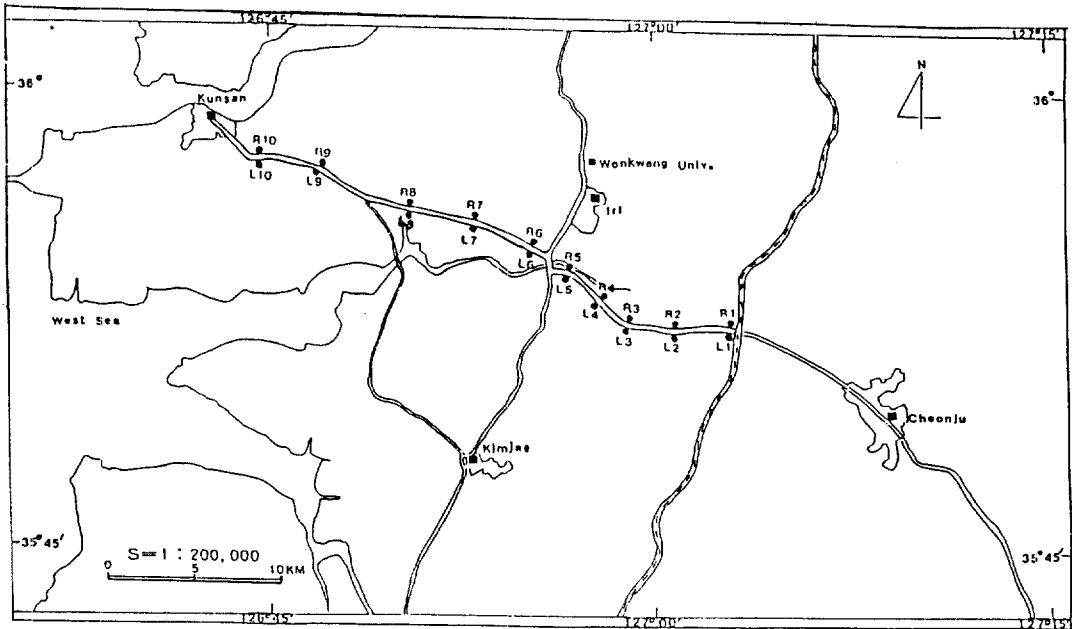 126°45'
127°00'
127°15'
36°
36°
N
Kunsan
R10
R9
L10
L9
Wonkwang Univ.
R8
R7
Iri
L7
R6
L6
R5
L5
R
L4
R3
R2
R1
L3
L2
L1
West Sea
Cheonju
Kimjae
35°45'
35°45'
S=1:200,000
0 5 10KM
126°45'
127°00'
127°15'